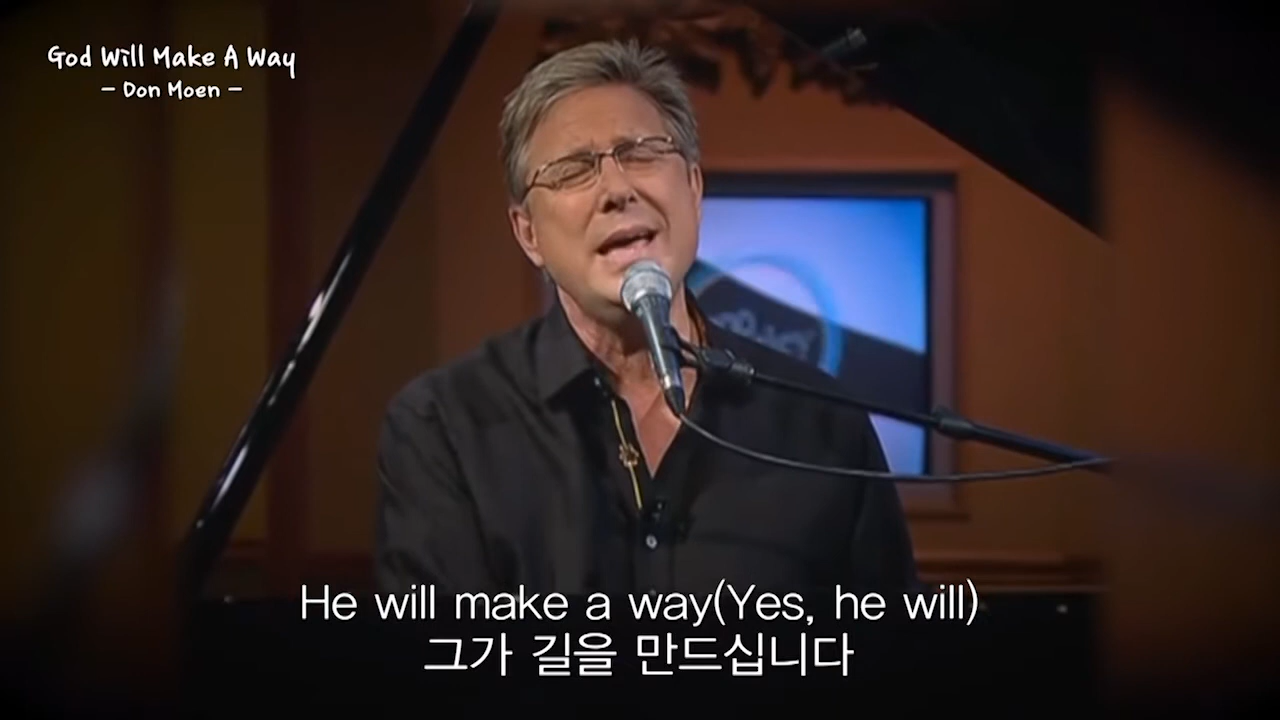 God Will Make A Way
– Don Moen –
He will make a way(Yes, he will)
그가 길을 만드십니다